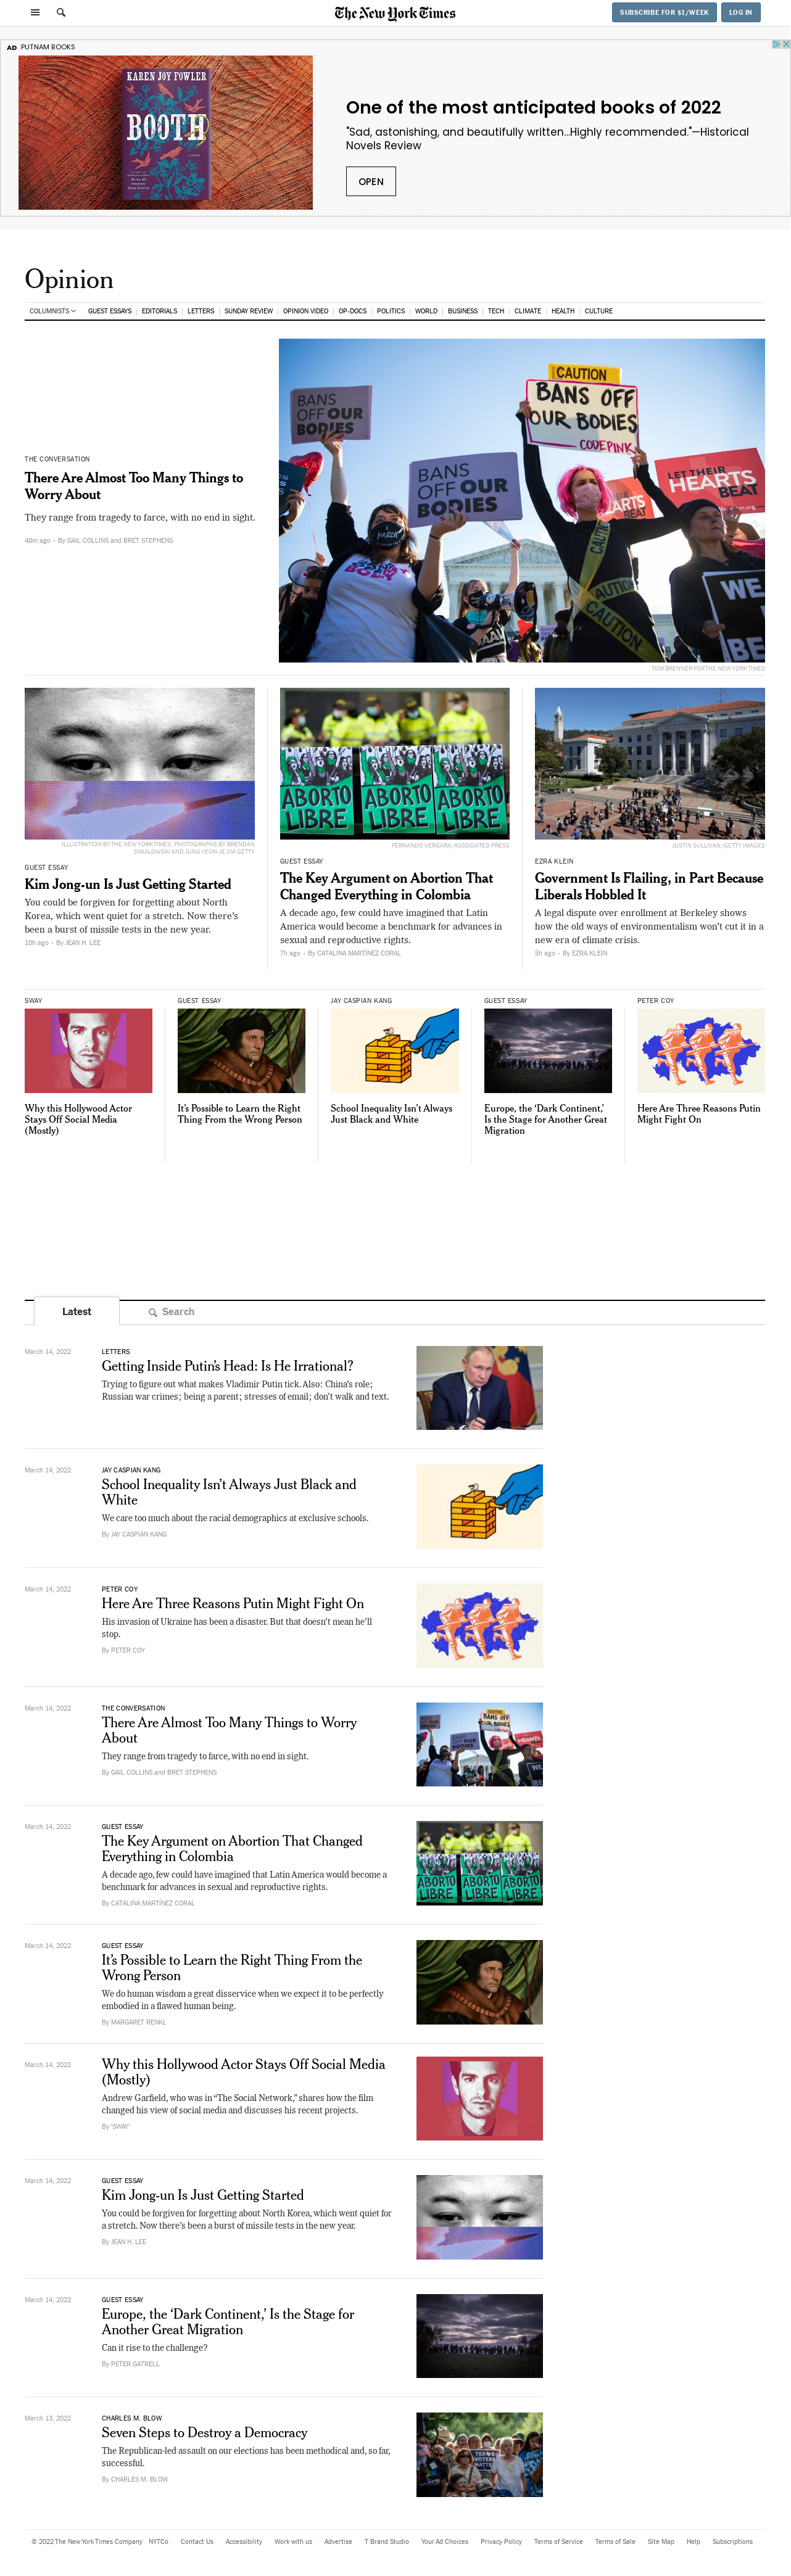 The New York Times
SUBSCRIBE FOR $1/WEEK
LOG IN
AD PUTNAM BOOKS
KAREN JOY FOWLER
BOOTH
One of the most anticipated books of 2022
"Sad, astonishing, and beautifully written...Highly recommended."—Historical
Novels Review
OPEN
Opinion
COLUMNISTS GUEST ESSAYS EDITORIALS LETTERS SUNDAY REVIEW OPINION VIDEO OP-DOCS POLITICS WORLD BUSINESS TECH CLIMATE HEALTH CULTURE
THE CONVERSATION
There Are Almost Too Many Things to
Worry About
They range from tragedy to farce, with no end in sight.
48m ago • By GAIL COLLINS and BRET STEPHENS
BANS
OFF OUR
BODIES
BANS OFF
OUR
BODIES
CAUTION
BANS OFF
OUR BODIES
CODEPINK
LET THEIR
HEARTS
BEAT
TOM BRENNER FOR THE NEW YORK TIMES
ILLUSTRATION BY THE NEW YORK TIMES; PHOTOGRAPHS BY BRENDAN
SMIALOWSKI AND JUNG YEON-JE VIA GETTY
GUEST ESSAY
Kim Jong-un Is Just Getting Started
You could be forgiven for forgetting about North
Korea, which went quiet for a stretch. Now there's
been a burst of missile tests in the new year.
10h ago • By JEAN H. LEE
ABORTO
LIBRE
ABORTO
LIBRE
ABORTO
LIBRE
FERNANDO VERGARA/ASSOCIATED PRESS
GUEST ESSAY
The Key Argument on Abortion That
Changed Everything in Colombia
A decade ago, few could have imagined that Latin
America would become a benchmark for advances in
sexual and reproductive rights.
7h ago • By CATALINA MARTÍNEZ CORAL
JUSTIN SULLIVAN/GETTY IMAGES
EZRA KLEIN
Government Is Flailing, in Part Because
Liberals Hobbled It
A legal dispute over enrollment at Berkeley shows
how the old ways of environmentalism won't cut it in a
new era of climate crisis.
5h ago • By EZRA KLEIN
SWAY
Why this Hollywood Actor
Stays Off Social Media
(Mostly)
GUEST ESSAY
It's Possible to Learn the Right
Thing From the Wrong Person
JAY CASPIAN KANG
School Inequality Isn't Always
Just Black and White
GUEST ESSAY
Europe, the 'Dark Continent,'
Is the Stage for Another Great
Migration
PETER COY
Here Are Three Reasons Putin
Might Fight On
Latest
Search
March 14, 2022
LETTERS
Getting Inside Putin's Head: Is He Irrational?
Trying to figure out what makes Vladimir Putin tick. Also: China's role;
Russian war crimes; being a parent; stresses of email; don't walk and text.
March 14, 2022
JAY CASPIAN KANG
School Inequality Isn't Always Just Black and
White
We care too much about the racial demographics at exclusive schools.
By JAY CASPIAN KANG
March 14, 2022
PETER COY
Here Are Three Reasons Putin Might Fight On
His invasion of Ukraine has been a disaster. But that doesn't mean he'll
stop.
By PETER COY
March 14, 2022
THE CONVERSATION
There Are Almost Too Many Things to Worry
About
They range from tragedy to farce, with no end in sight.
By GAIL COLLINS and BRET STEPHENS
March 14, 2022
GUEST ESSAY
The Key Argument on Abortion That Changed
Everything in Colombia
A decade ago, few could have imagined that Latin America would become a
benchmark for advances in sexual and reproductive rights.
By CATALINA MARTÍNEZ CORAL
March 14, 2022
GUEST ESSAY
It's Possible to Learn the Right Thing From the
Wrong Person
We do human wisdom a great disservice when we expect it to be perfectly
embodied in a flawed human being.
By MARGARET RENKL
March 14, 2022
Why this Hollywood Actor Stays Off Social Media
(Mostly)
Andrew Garfield, who was in "The Social Network," shares how the film
changed his view of social media and discusses his recent projects.
By 'SWAY'
March 14, 2022
GUEST ESSAY
Kim Jong-un Is Just Getting Started
You could be forgiven for forgetting about North Korea, which went quiet for
a stretch. Now there's been a burst of missile tests in the new year.
By JEAN H. LEE
March 14, 2022
GUEST ESSAY
Europe, the 'Dark Continent,' Is the Stage for
Another Great Migration
Can it rise to the challenge?
By PETER GATRELL
March 13, 2022
CHARLES M. BLOW
Seven Steps to Destroy a Democracy
The Republican-led assault on our elections has been methodical and, so far,
successful.
By CHARLES M. BLOW
© 2022 The New York Times Company NYTCo Contact Us Accessibility Work with us Advertise T Brand Studio Your Ad Choices Privacy Policy Terms of Service Terms of Sale Site Map Help Subscriptions